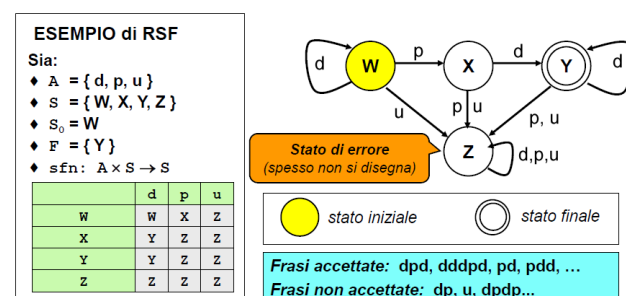 ESEMPIO di RSF
Sia:
♦ A = { d, p, u }
♦ S = { W, X, Y, Z }
♦ S0 = W
♦ F = { Y }
♦ sfn: A × S → S
d p u
W W X Z
X Y Z Z
Y Y Z Z
Z Z Z Z
d W p X d Y d
u p u p, u
Z d,p,u
Stato di errore
(spesso non si disegna)
stato iniziale stato finale
Frasi accettate: dpd, dddpd, pd, pdd, …
Frasi non accettate: dp, u, dpdp...